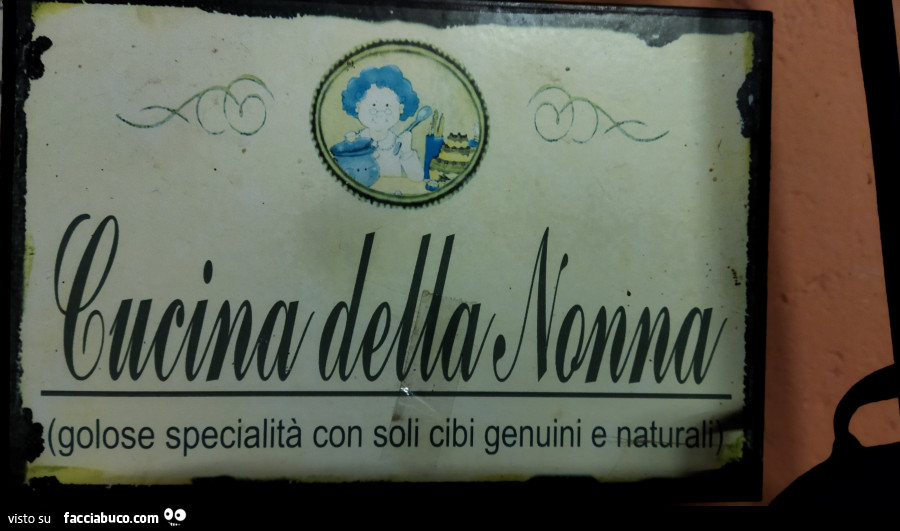 Cucina della Nonna
(golose specialità con soli cibi genuini e naturali)
visto su facciabuco.com